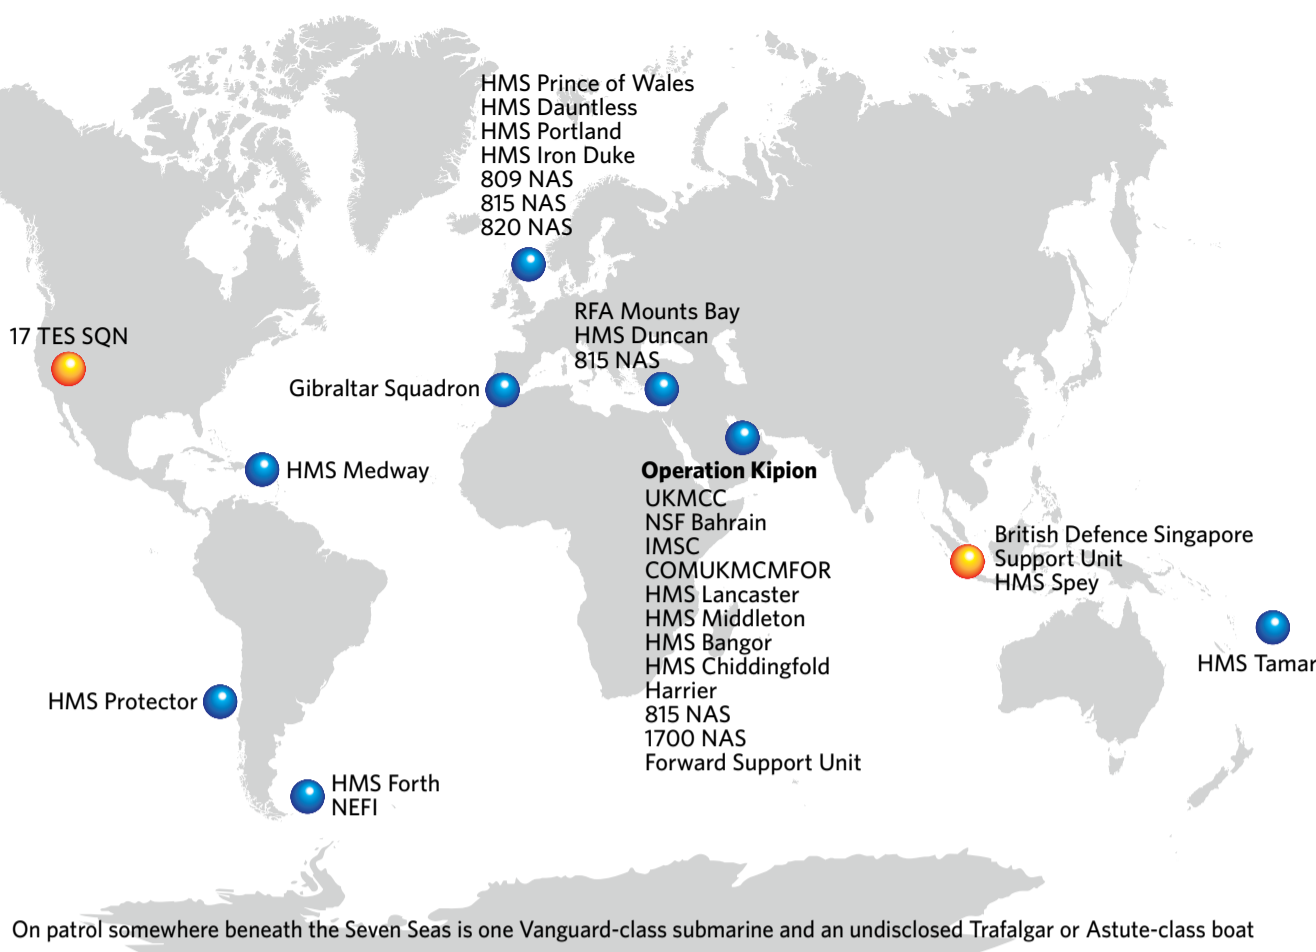 HMS Prince of Wales
HMS Dauntless
HMS Portland
HMS Iron Duke
809 NAS
815 NAS
820 NAS
RFA Mounts Bay
HMS Duncan
815 NAS
17 TES SQN
Gibraltar Squadron
HMS Medway
Operation Kipion
UKMCC
NSF Bahrain
IMSC
COMUKMCMFOR
HMS Lancaster
HMS Middleton
HMS Bangor
HMS Chiddingfold
Harrier
815 NAS
1700 NAS
Forward Support Unit
British Defence Singapore
Support Unit
HMS Spey
HMS Tamar
HMS Protector
HMS Forth
NEFI
On patrol somewhere beneath the Seven Seas is one Vanguard-class submarine and an undisclosed Trafalgar or Astute-class boat